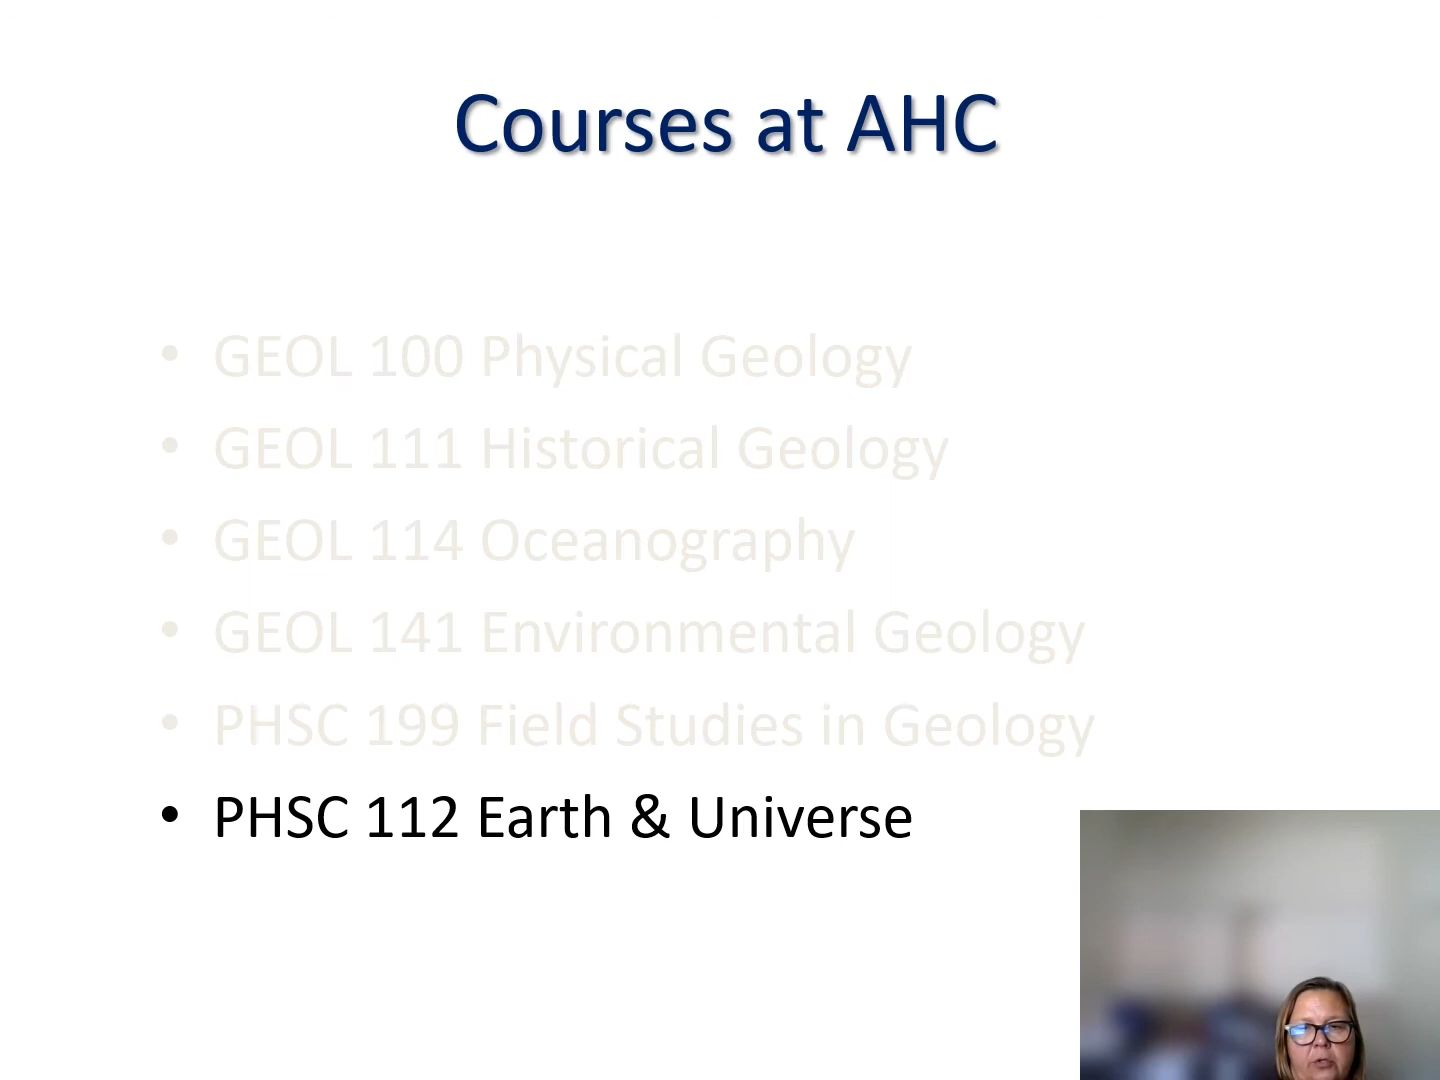 Courses at AHC
• GEOL 100 Physical Geology
• GEOL 111 Historical Geology
• GEOL 114 Oceanography
• GEOL 141 Environmental Geology
• PHSC 199 Field Studies in Geology
• PHSC 112 Earth & Universe